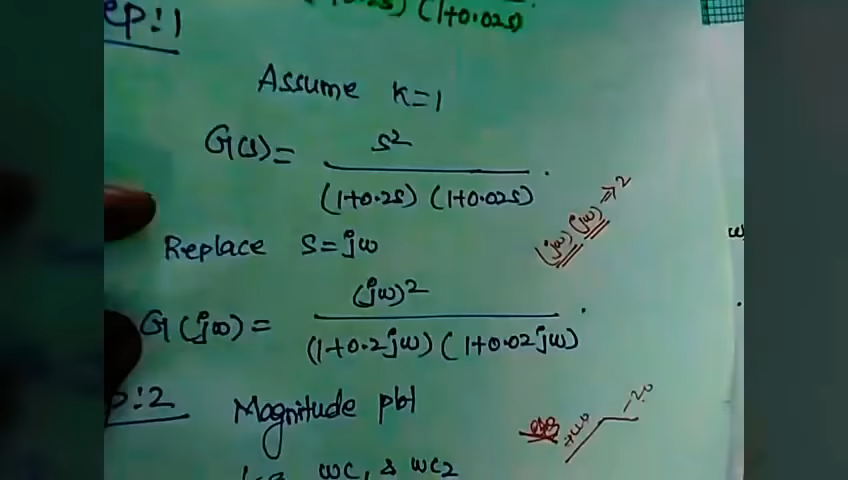 ep:1
(1+0.02s)
Assume K=1
G(s)= s² / (1+0.2s) (1+0.02s)
Replace s=jω
(jω)(jω) ⇒ 2
G(jω)= (jω)² / (1+0.2jω) (1+0.02jω)
p:2 Magnitude plot
-20
ωc₁ & ωc2